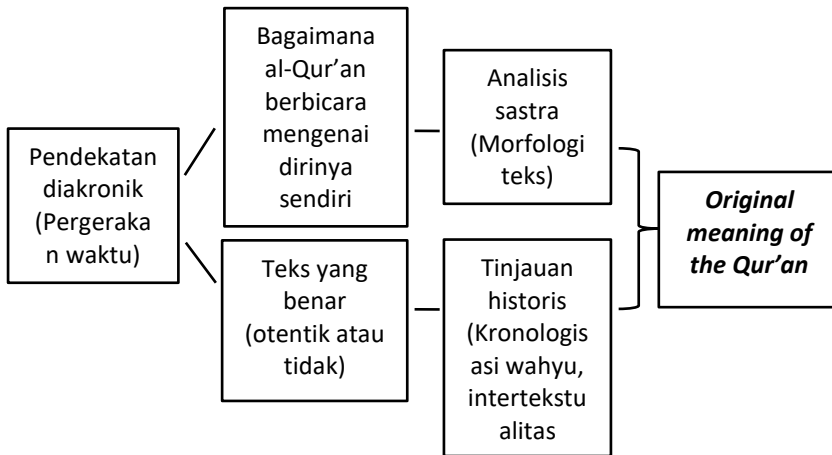 Pendekatan
diakronik
(Pergeraka
n waktu)
Bagaimana
al-Qur’an
berbicara
mengenai
dirinya
sendiri
Analisis
sastra
(Morfologi
teks)
Teks yang
benar
(otentik atau
tidak)
Tinjauan
historis
(Kronologis
asi wahyu,
intertekstu
alitas
Original
meaning of
the Qur’an